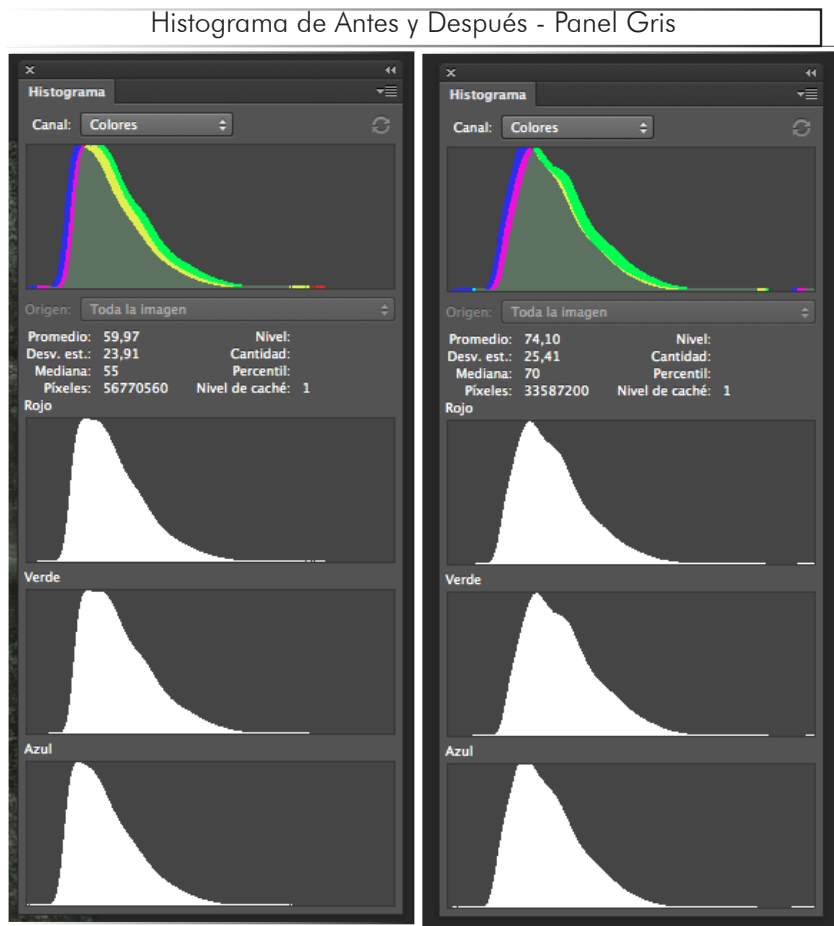 Histograma de Antes y Después - Panel Gris
Histograma
Canal: Colores
Origen: Toda la imagen
Promedio: 59,97 Nivel:
Desv. est.: 23,91 Cantidad:
Mediana: 55 Percentil:
Píxeles: 56770560 Nivel de caché: 1
Rojo
Verde
Azul
Histograma
Canal: Colores
Origen: Toda la imagen
Promedio: 74,10 Nivel:
Desv. est.: 25,41 Cantidad:
Mediana: 70 Percentil:
Píxeles: 33587200 Nivel de caché: 1
Rojo
Verde
Azul